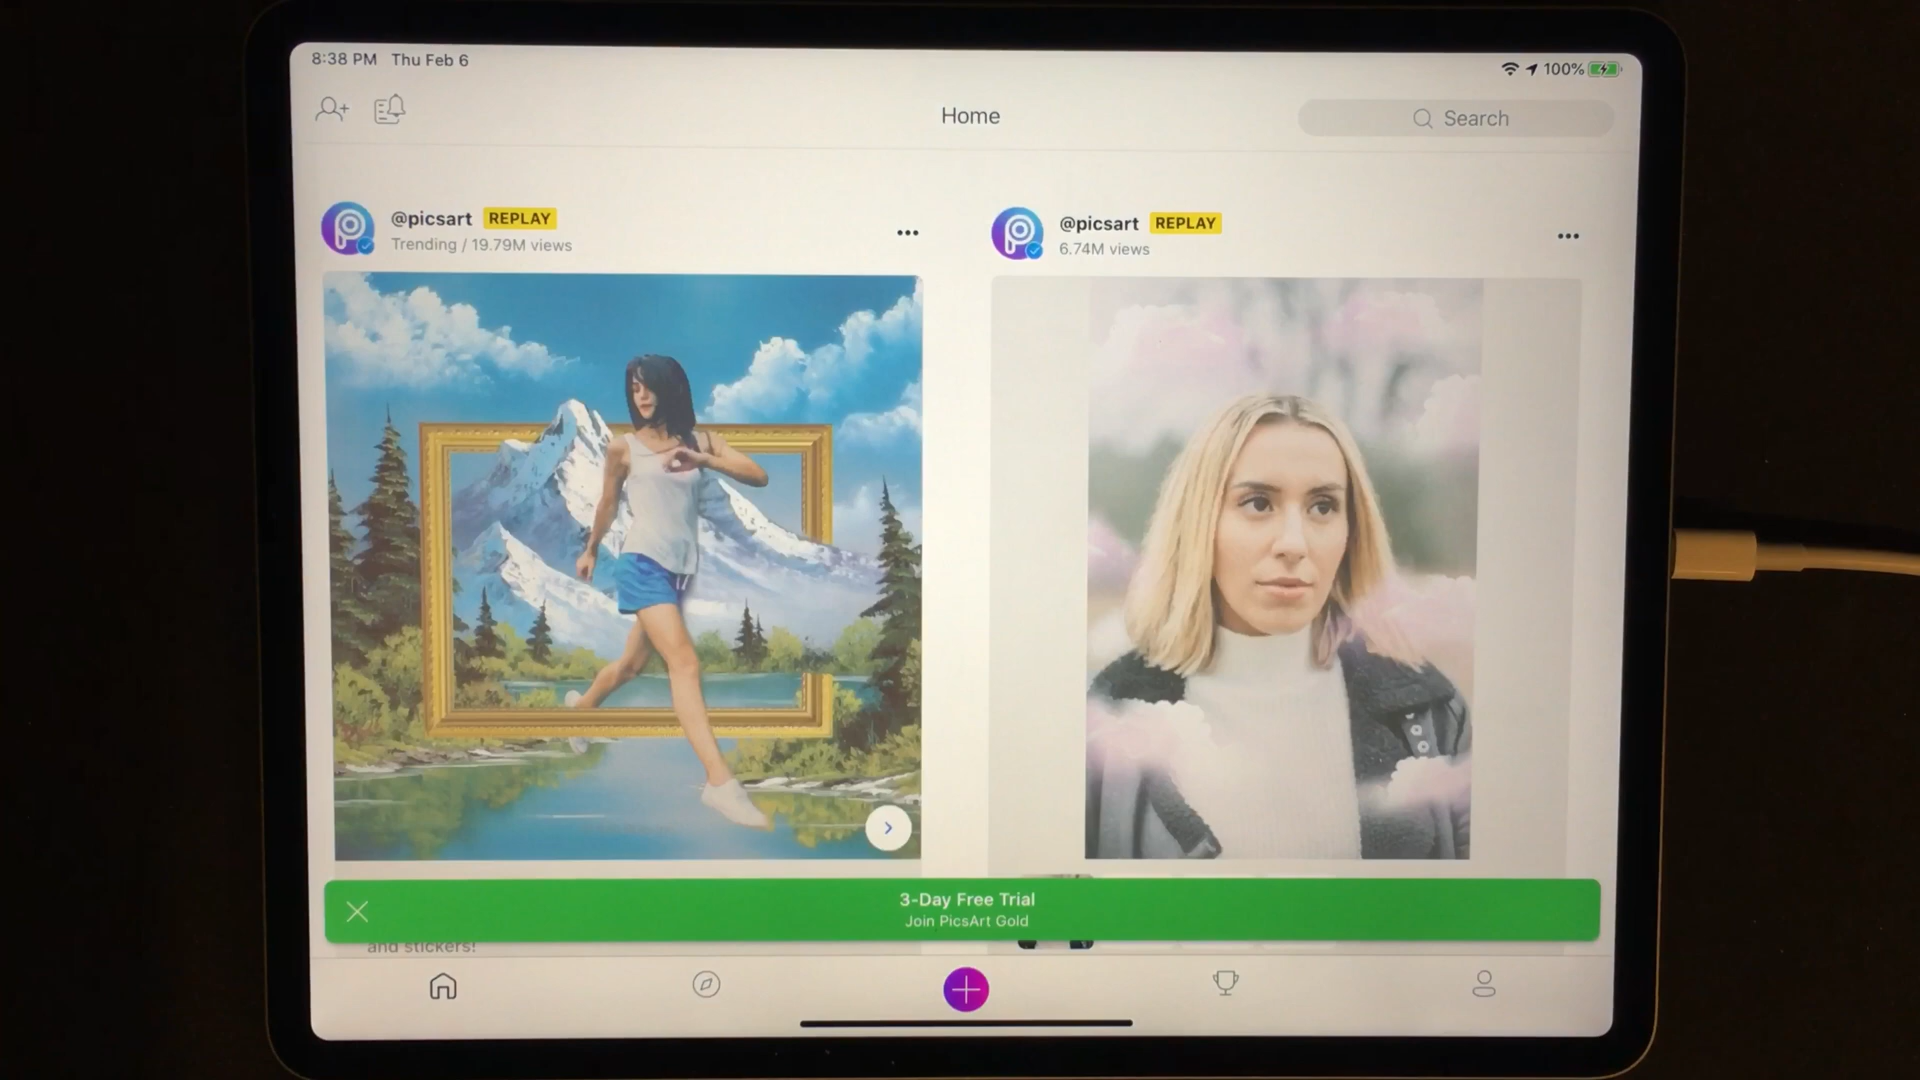 8:38 PM Thu Feb 6
100%
Home
Search
@picsart REPLAY
Trending / 19.79M views
@picsart REPLAY
6.74M views
3-Day Free Trial
Join PicsArt Gold
and stickers!